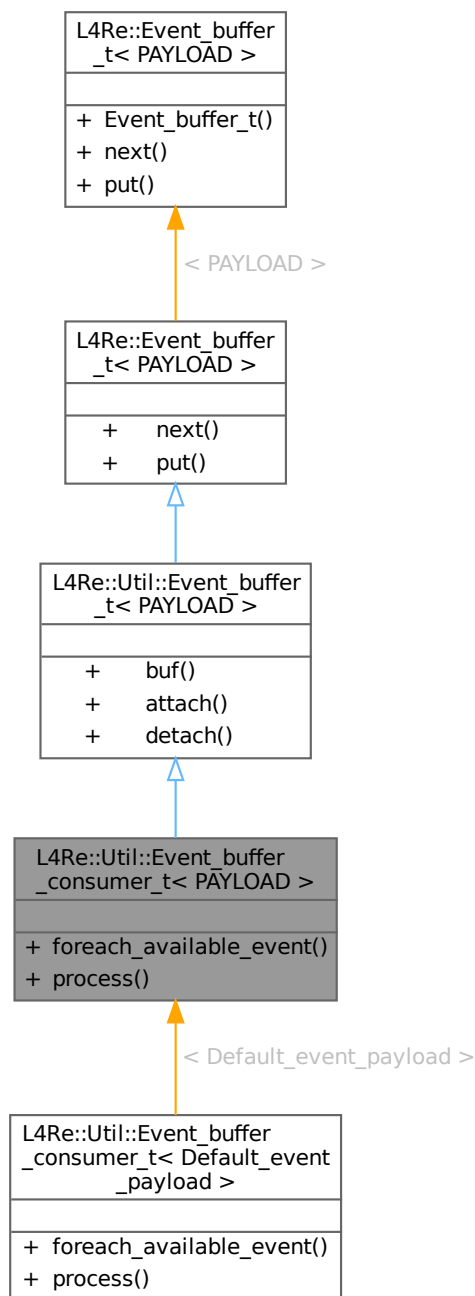 L4Re::Event_buffer
_t< PAYLOAD >
+ Event_buffer_t()
+ next()
+ put()
< PAYLOAD >
L4Re::Event_buffer
_t< PAYLOAD >
+ next()
+ put()
L4Re::Util::Event_buffer
_t< PAYLOAD >
+ buf()
+ attach()
+ detach()
L4Re::Util::Event_buffer
_consumer_t< PAYLOAD >
+ foreach_available_event()
+ process()
< Default_event_payload >
L4Re::Util::Event_buffer
_consumer_t< Default_event
_payload >
+ foreach_available_event()
+ process()